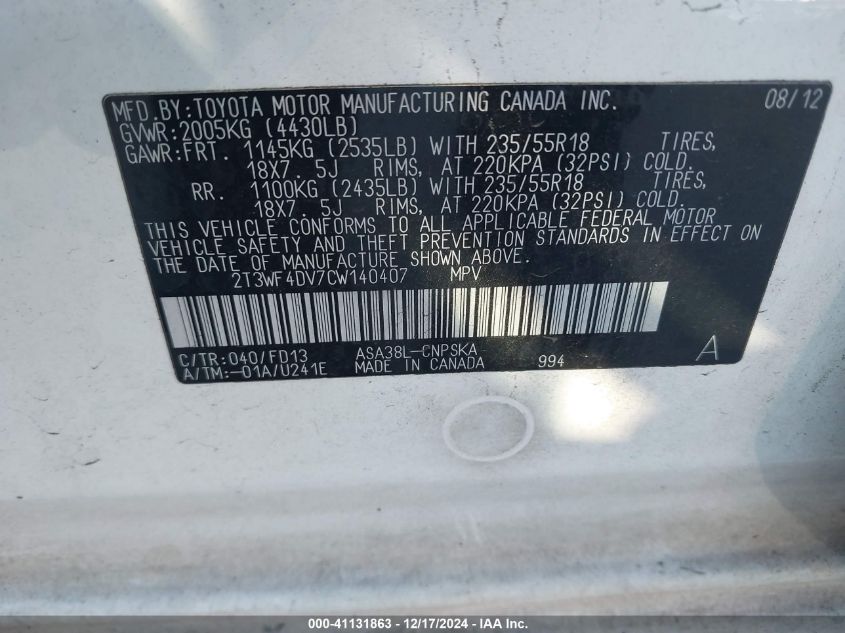 MFD.BY:TOYOTA MOTOR MANUFACTURING CANADA INC. 08/12
GVWR:2005KG (4430LB)
GAWR:FRT. 1145KG (2535LB) WITH 235/55R18 TIRES,
18X7. 5J RIMS, AT 220KPA (32PSI) COLD.
RR. 1100KG (2435LB) WITH 235/55R18 TIRES,
18X7. 5J RIMS, AT 220KPA (32PSI) COLD.
THIS VEHICLE CONFORMS TO ALL APPLICABLE FEDERAL MOTOR
VEHICLE SAFETY AND THEFT PREVENTION STANDARDS IN EFFECT ON
THE DATE OF MANUFACTURE SHOWN ABOVE.
2T3WF4DV7CW140407 MPV
C/TR:040/FD13 ASA38L-CNPSKA A
A/TM:-01A/U241E MADE IN CANADA 994
000-41131863 - 12/17/2024 - IAA Inc.